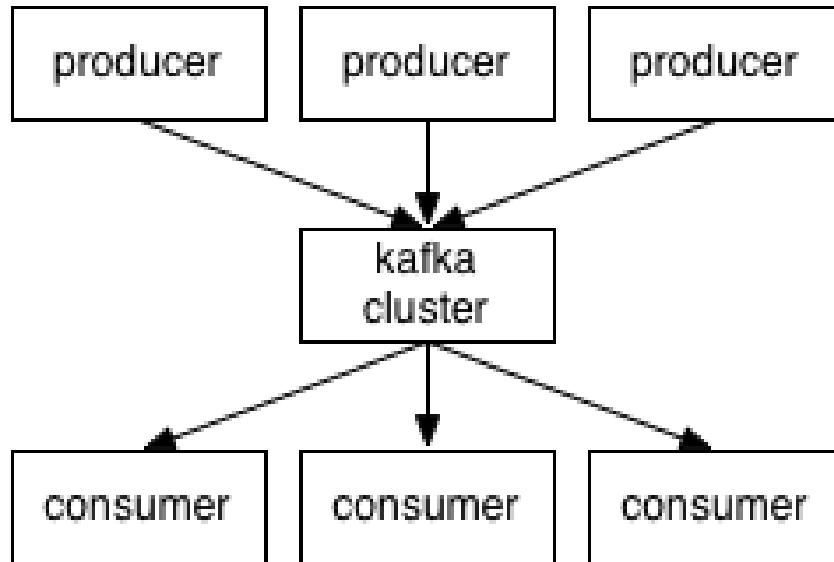 producer
producer
producer
kafka
cluster
consumer
consumer
consumer